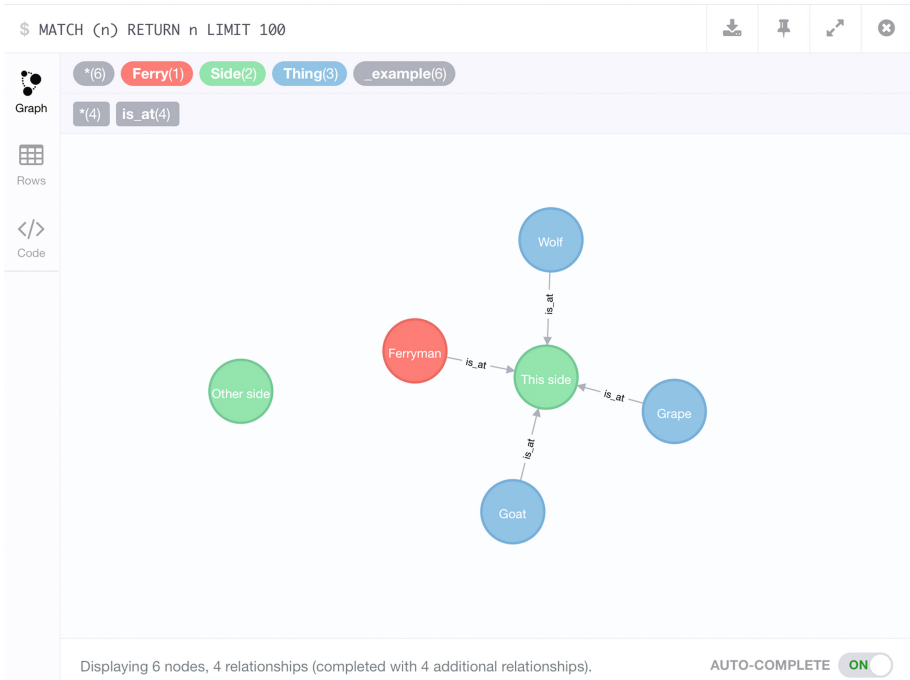 $ MATCH (n) RETURN n LIMIT 100
*(6) Ferry(1) Side(2) Thing(3) _example(6)
*(4) is_at(4)
Graph
Rows
Code
Wolf
is_at
Ferryman
is_at
This side
Other side
is_at
Grape
is_at
Goat
Displaying 6 nodes, 4 relationships (completed with 4 additional relationships).
AUTO-COMPLETE ON